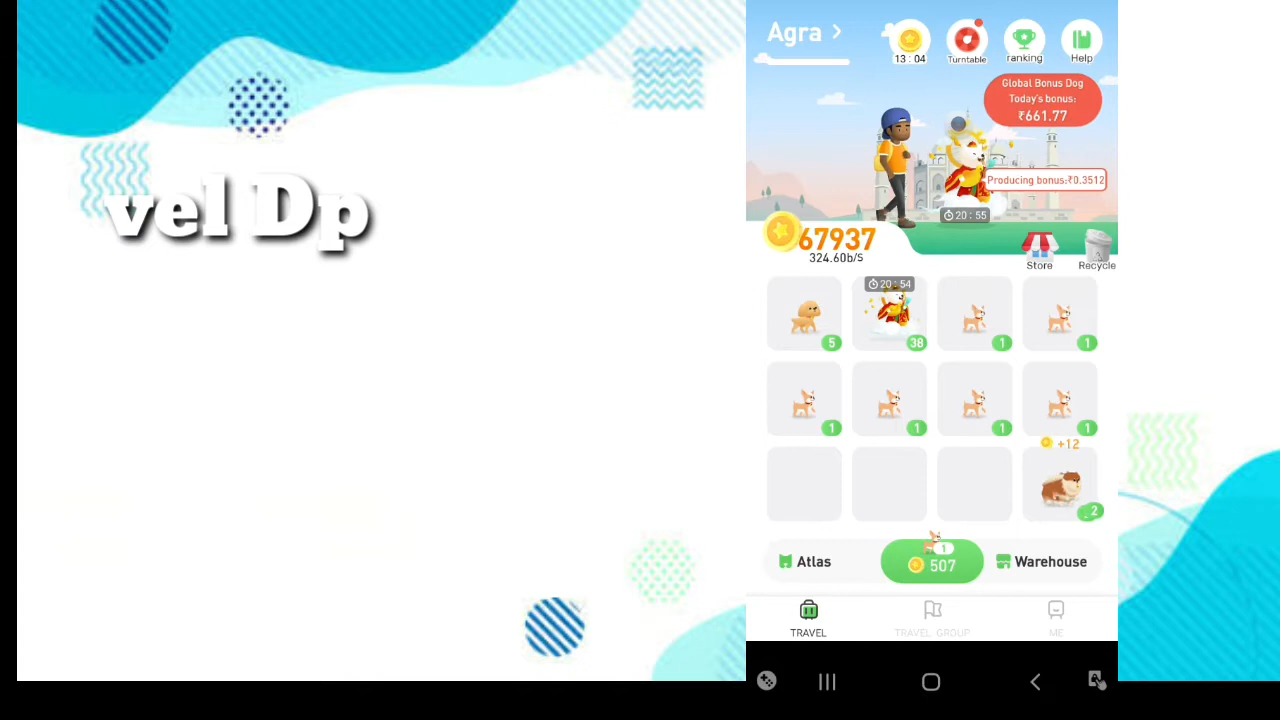 vel Dp
Agra >
13 : 04
Turntable
ranking
Help
Global Bonus Dog
Today's bonus:
₹661.77
Producing bonus:₹0.3512
20 : 55
67937
324.60b/s
Store
Recycle
20 : 54
5
38
1
1
1
1
1
1
+12
2
Atlas
1
507
Warehouse
TRAVEL
TRAVEL GROUP
ME